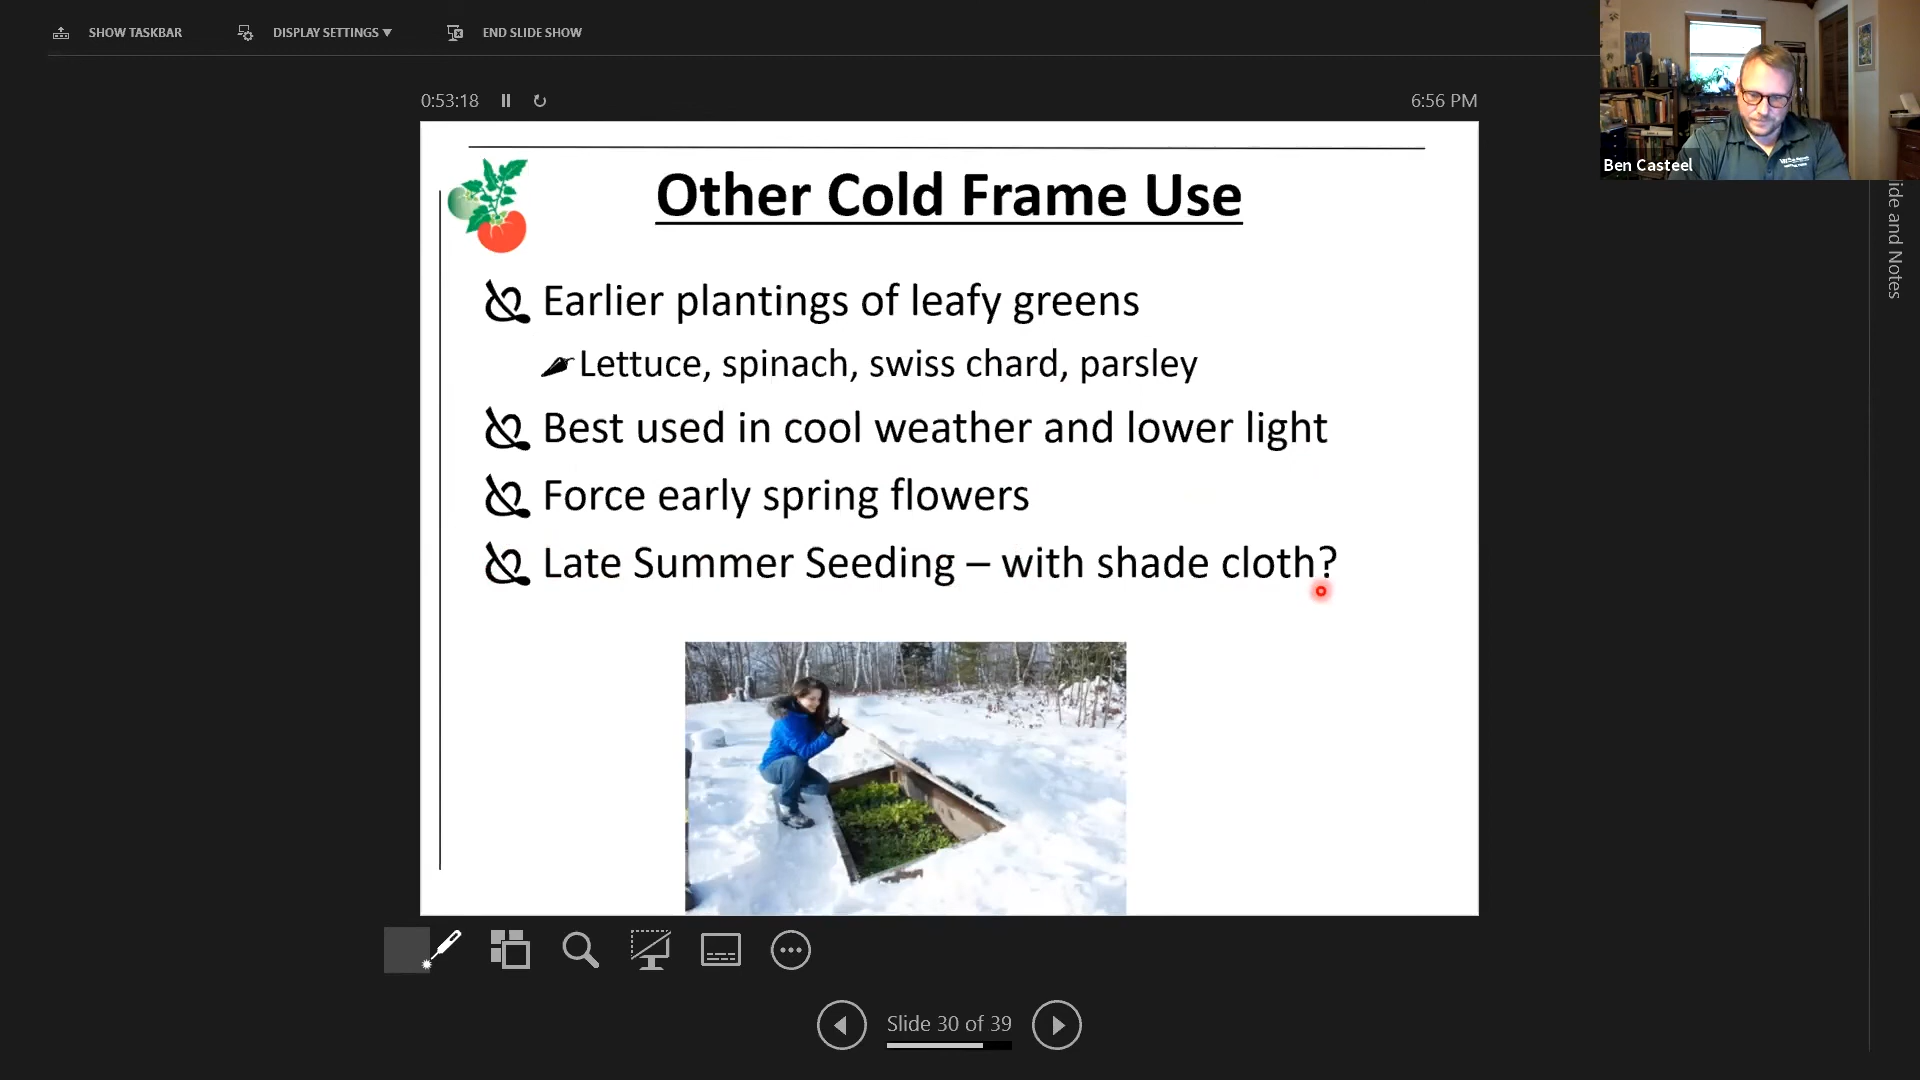 SHOW TASKBAR
DISPLAY SETTINGS ▼
END SLIDE SHOW
0:53:18
6:56 PM
Ben Casteel
Other Cold Frame Use
Earlier plantings of leafy greens
Lettuce, spinach, swiss chard, parsley
Best used in cool weather and lower light
Force early spring flowers
Late Summer Seeding – with shade cloth?
Slide 30 of 39
ide and Notes